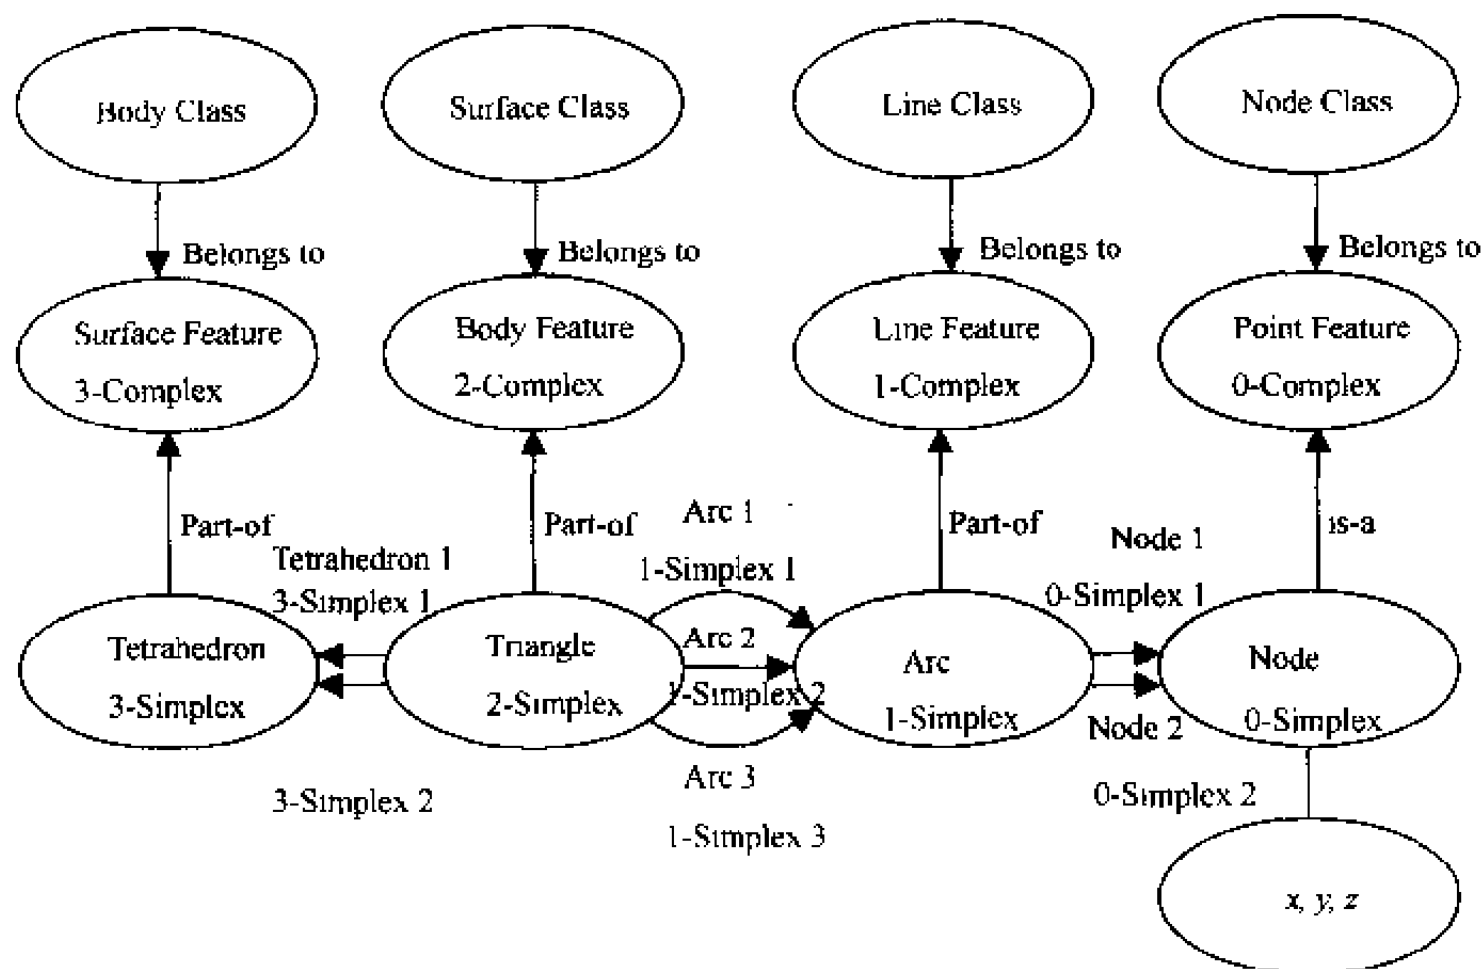 Body Class
Surface Class
Line Class
Node Class
Belongs to
Belongs to
Belongs to
Belongs to
Surface Feature
3-Complex
Body Feature
2-Complex
Line Feature
1-Complex
Point Feature
0-Complex
Part-of
Part-of
Part-of
is-a
Tetrahedron 1
3-Simplex 1
Arc 1
1-Simplex 1
Node 1
0-Simplex 1
Tetrahedron
3-Simplex
Triangle
2-Simplex
Arc 2
1-Simplex 2
Arc
1-Simplex
Node
0-Simplex
Node 2
0-Simplex 2
3-Simplex 2
Arc 3
1-Simplex 3
x, y, z